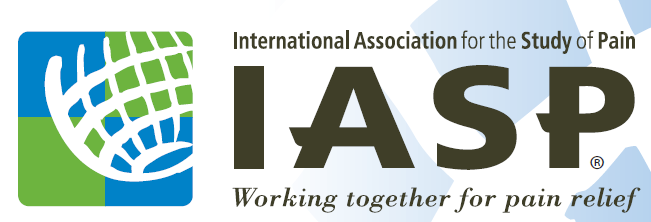 International Association for the Study of Pain
IASP®
Working together for pain relief